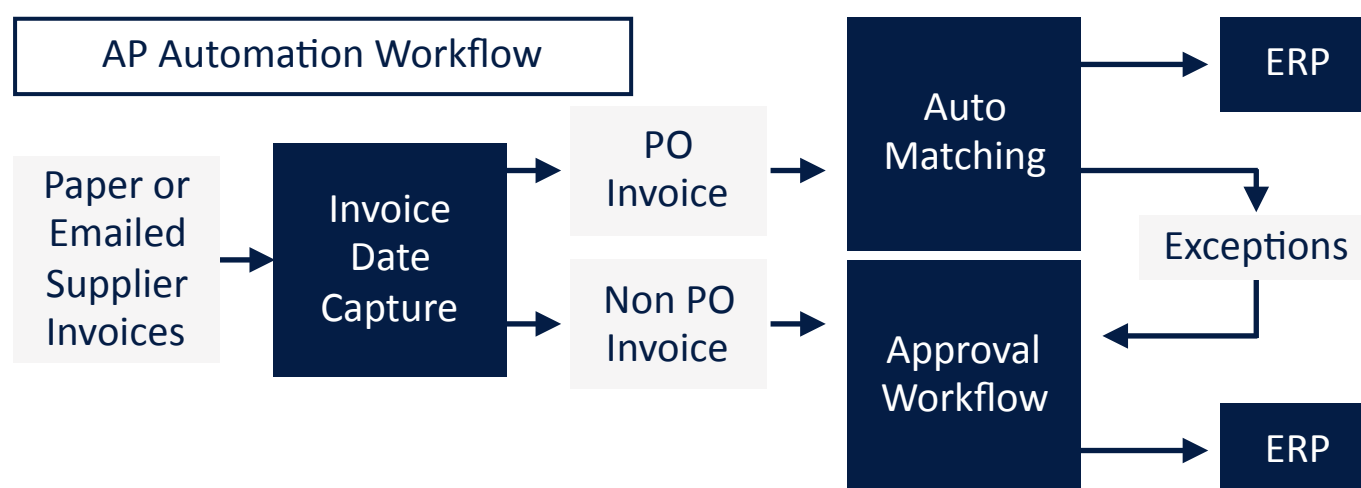 AP Automation Workflow
Paper or
Emailed
Supplier
Invoices
Invoice
Date
Capture
PO
Invoice
Non PO
Invoice
Auto
Matching
Approval
Workflow
ERP
Exceptions
ERP